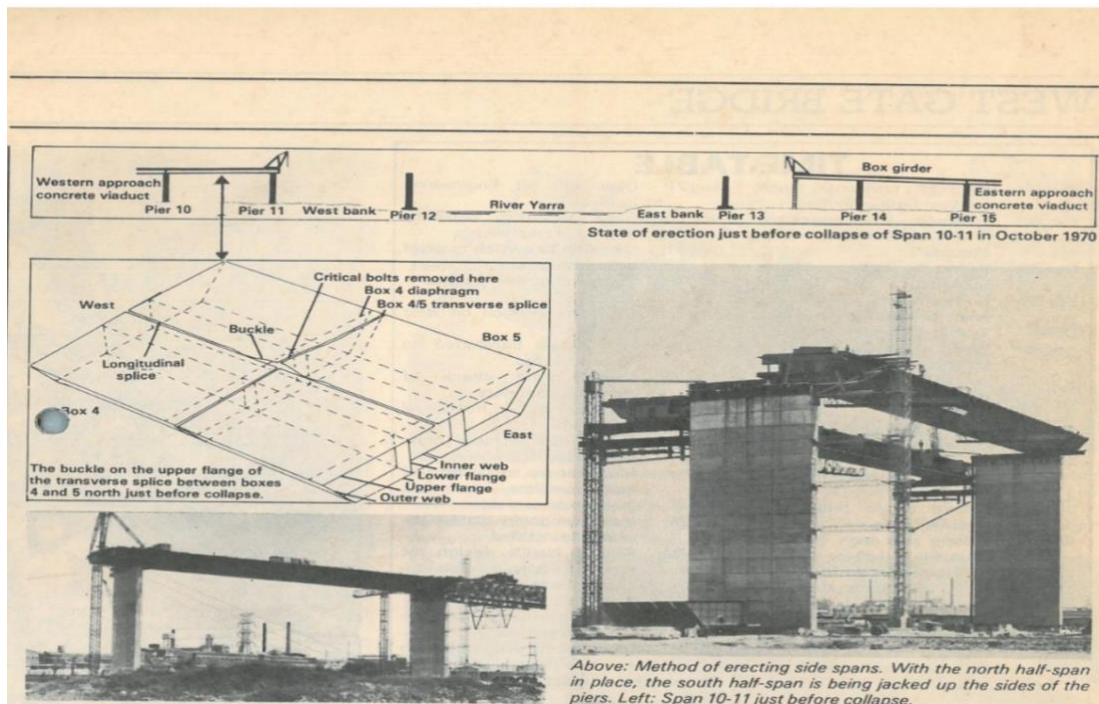 WEST GATE BRIDGE
Box girder
Western approach
concrete viaduct
Eastern approach
concrete viaduct
Pier 10
Pier 11
West bank
Pier 12
River Yarra
East bank
Pier 13
Pier 14
Pier 15
State of erection just before collapse of Span 10-11 in October 1970
Critical bolts removed here
Box 4 diaphragm
Box 4/5 transverse splice
West
Buckle
Box 5
Longitudinal
splice
Box 4
East
Inner web
Lower flange
Upper flange
Outer web
The buckle on the upper flange of
the transverse splice between boxes
4 and 5 north just before collapse.
Above: Method of erecting side spans. With the north half-span
in place, the south half-span is being jacked up the sides of the
piers. Left: Span 10-11 just before collapse.